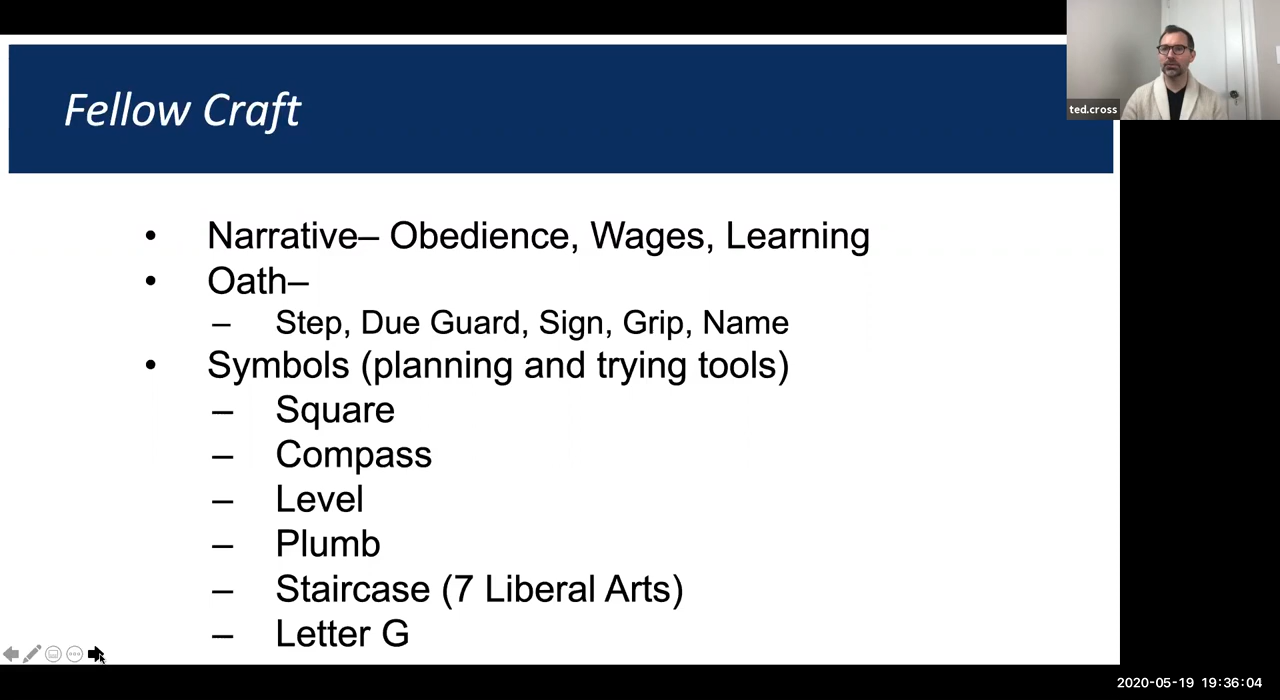 Fellow Craft
ted.cross
• Narrative– Obedience, Wages, Learning
• Oath–
– Step, Due Guard, Sign, Grip, Name
• Symbols (planning and trying tools)
– Square
– Compass
– Level
– Plumb
– Staircase (7 Liberal Arts)
– Letter G
2020-05-19 19:36:04